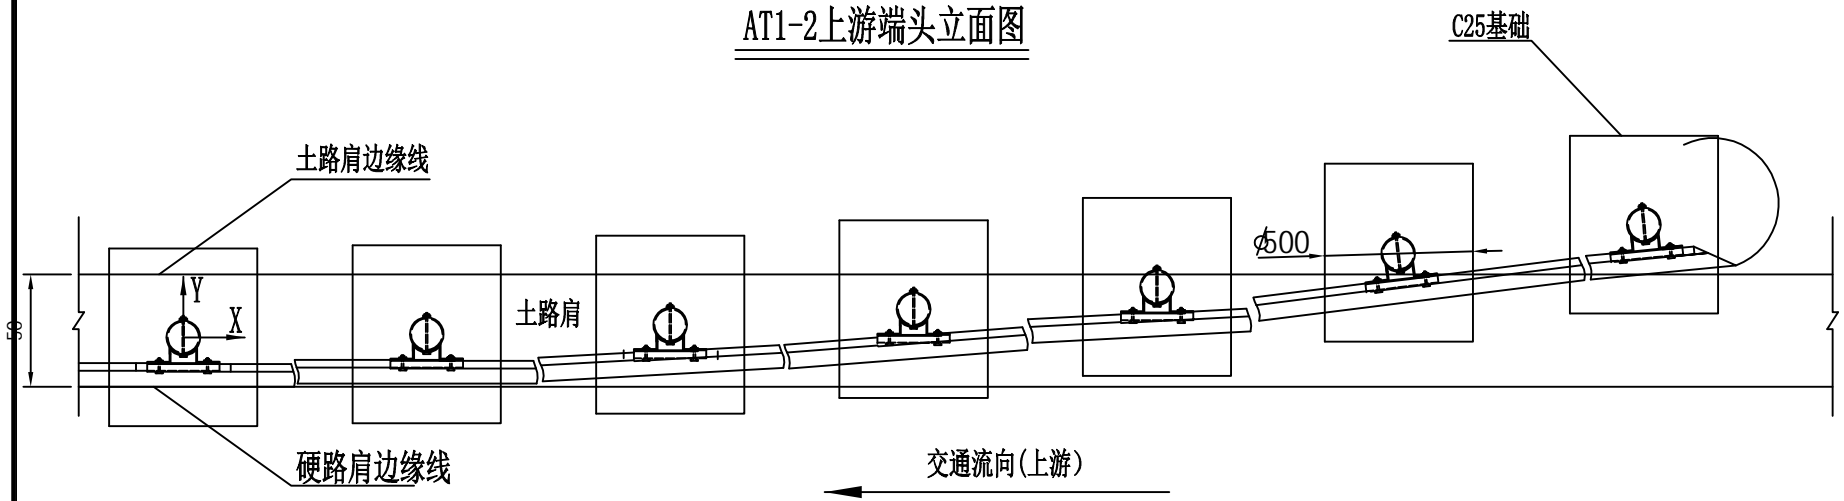 AT1-2上游端头立面图
C25基础
土路肩边缘线
ϕ500
Y
X
土路肩
50
硬路肩边缘线
交通流向(上游)